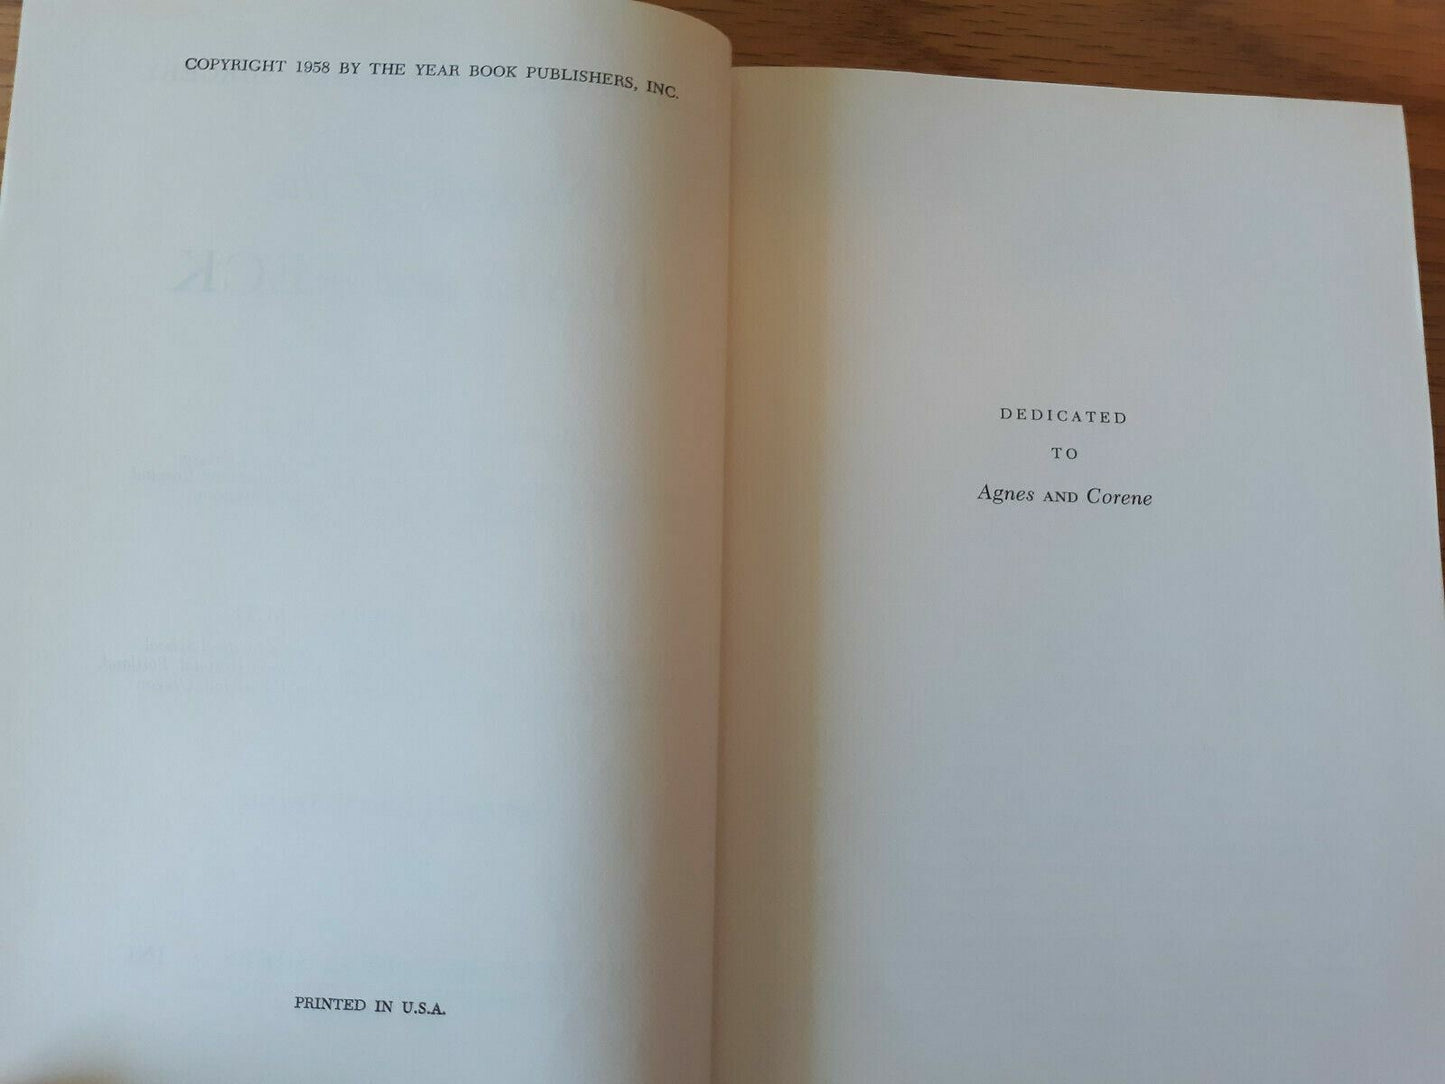 COPYRIGHT 1958 BY THE YEAR BOOK PUBLISHERS, INC.
PRINTED IN U.S.A.
DEDICATED
TO
Agnes AND Corene